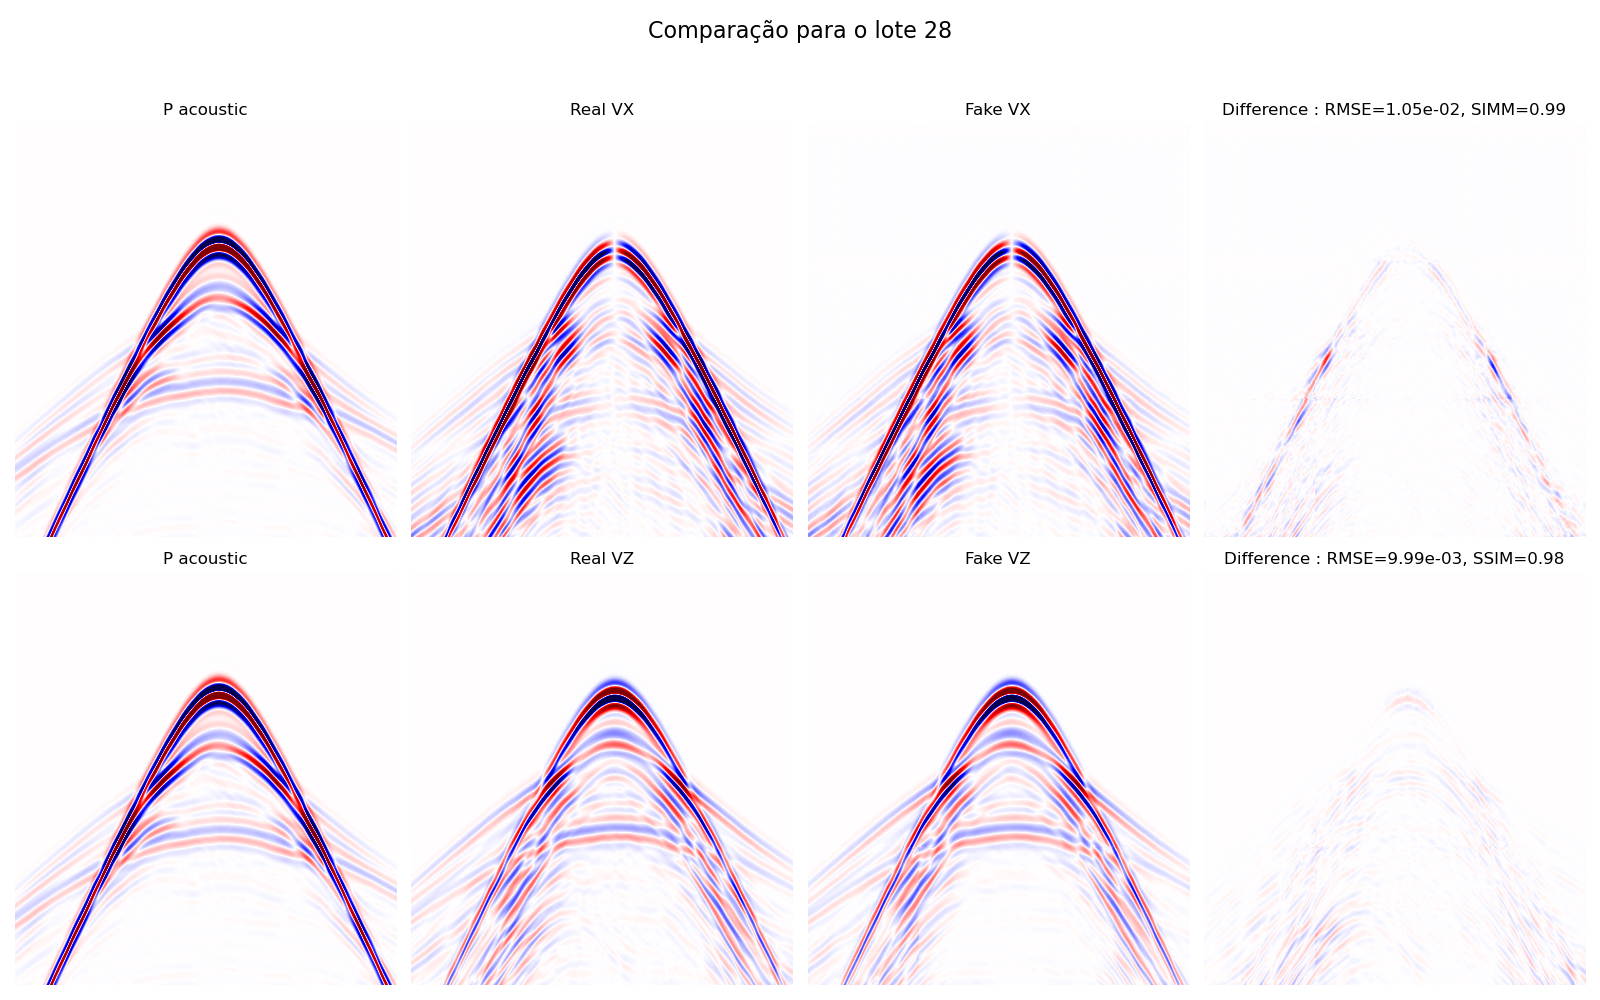 Comparação para o lote 28
P acoustic
Real VX
Fake VX
Difference : RMSE=1.05e-02, SIMM=0.99
P acoustic
Real VZ
Fake VZ
Difference : RMSE=9.99e-03, SSIM=0.98